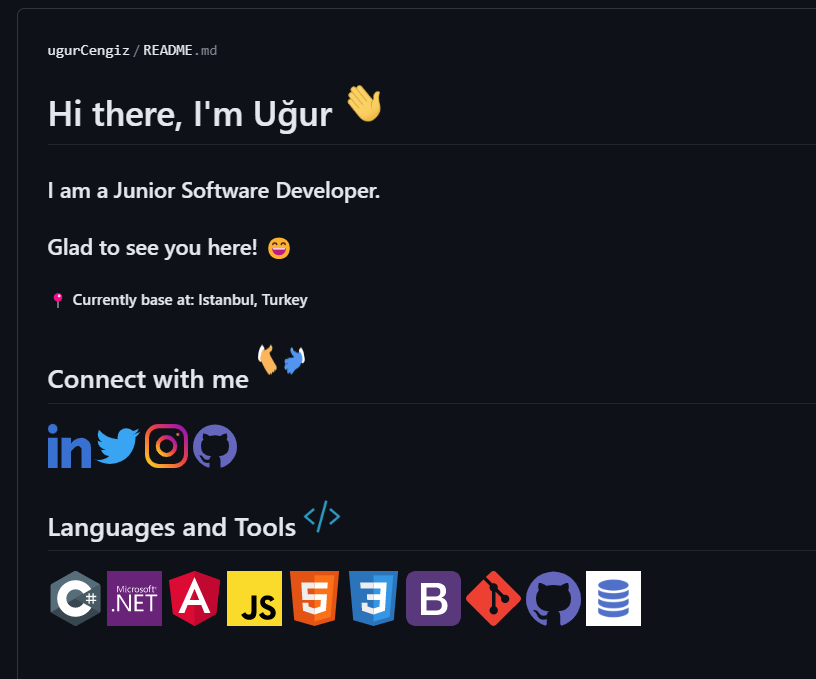 ugurCengiz/README.md
Hi there, I'm Uğur
I am a Junior Software Developer.
Glad to see you here!
Currently base at: Istanbul, Turkey
Connect with me
in
Languages and Tools </>
C# Microsoft® .NET A JS 5 3 B